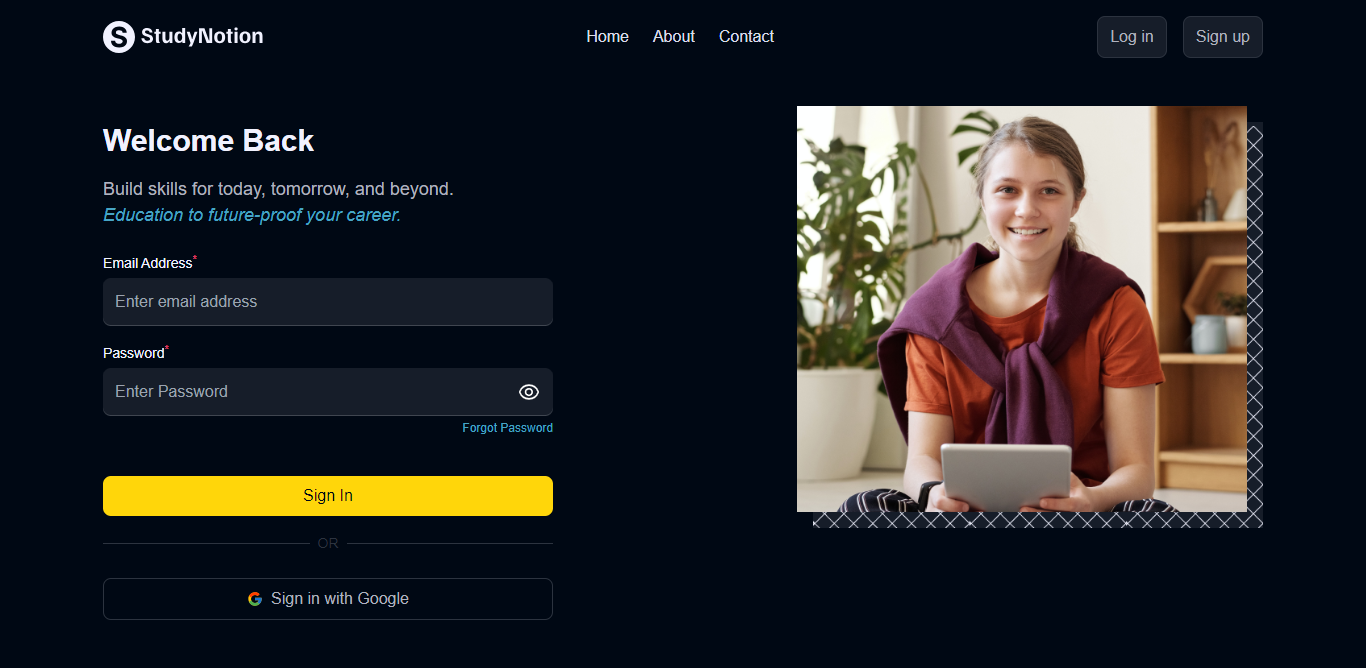 StudyNotion
Home About Contact
Log in Sign up
Welcome Back
Build skills for today, tomorrow, and beyond.
Education to future-proof your career.
Email Address*
Enter email address
Password*
Enter Password
Forgot Password
Sign In
OR
Sign in with Google